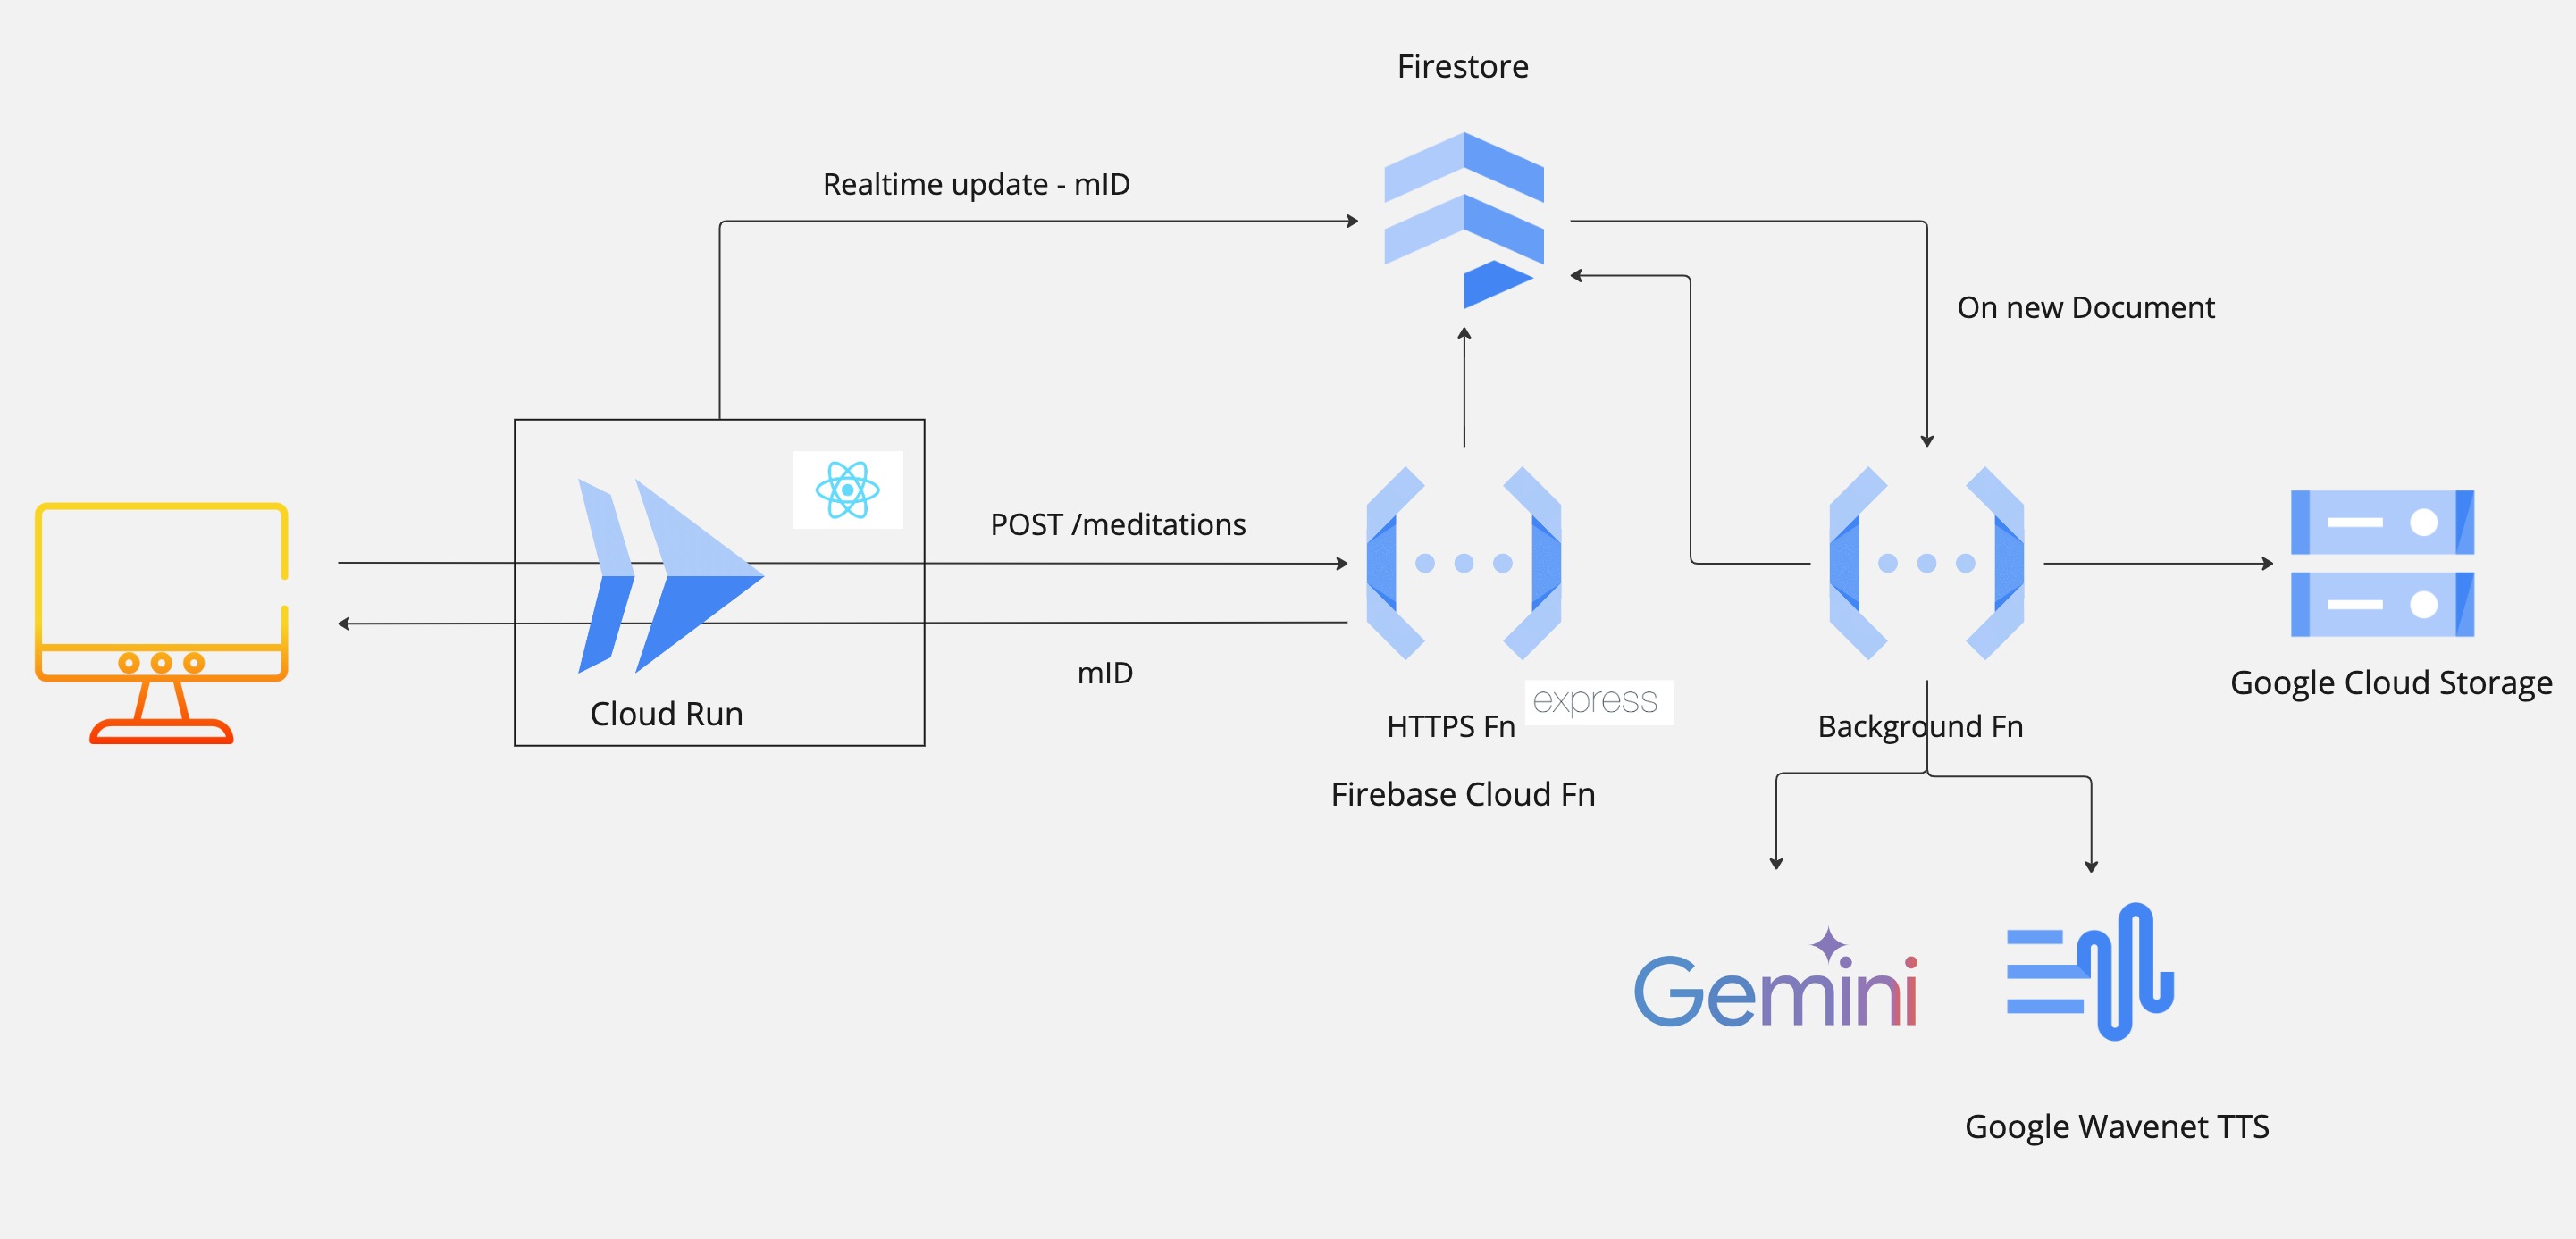 Firestore
Realtime update - mID
On new Document
POST /meditations
mID
Cloud Run
express
HTTPS Fn
Firebase Cloud Fn
Background Fn
Google Cloud Storage
Gemini
Google Wavenet TTS